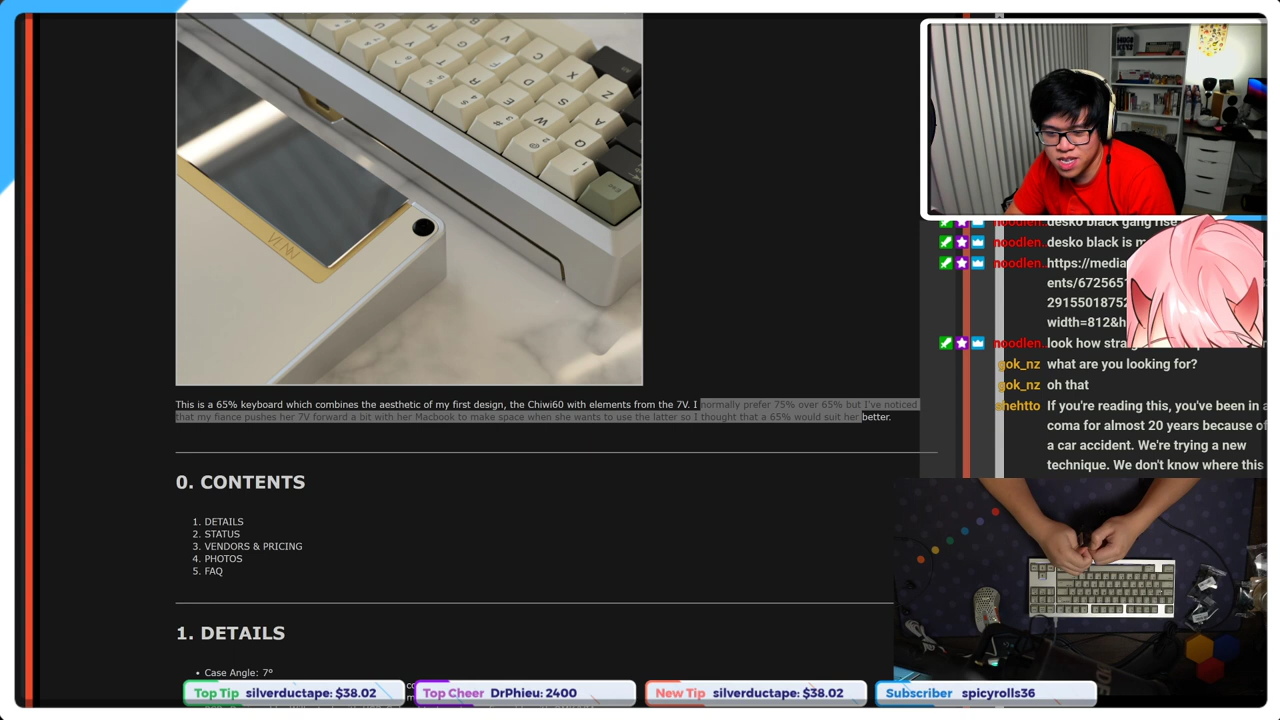 This is a 65% keyboard which combines the aesthetic of my first design, the Chiwi60 with elements from the 7V. I normally prefer 75% over 65% but I've noticed
that my fiance pushes her 7V forward a bit with her Macbook to make space when she wants to use the latter so I thought that a 65% would suit her better.
0. CONTENTS
1. DETAILS
2. STATUS
3. VENDORS & PRICING
4. PHOTOS
5. FAQ
1. DETAILS
• Case Angle: 7º
desko black gang rise
desko black is
noodlen..
https://media
ents/67256
29155018752
width=812&h
noodlen.. look how
gok_nz what are you looking for?
gok_nz oh that
shehtto If you're reading this, you've been in a
coma for almost 20 years because of
a car accident. We're trying a new
technique. We don't know where this
Top Tip silverductape: $38.02
Top Cheer DrPhieu: 2400
New Tip silverductape: $38.02
Subscriber spicyrolls36